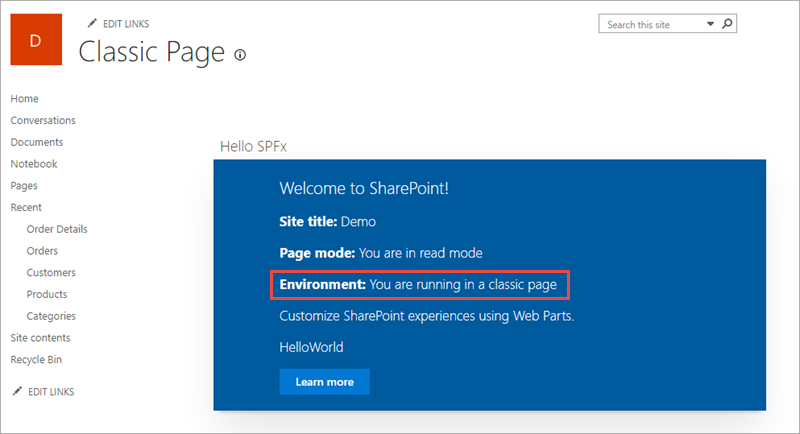 D
EDIT LINKS
Search this site
Classic Page
Home
Conversations
Documents
Notebook
Pages
Recent
Order Details
Orders
Customers
Products
Categories
Site contents
Recycle Bin
EDIT LINKS
Hello SPFx
Welcome to SharePoint!
Site title: Demo
Page mode: You are in read mode
Environment: You are running in a classic page
Customize SharePoint experiences using Web Parts.
HelloWorld
Learn more